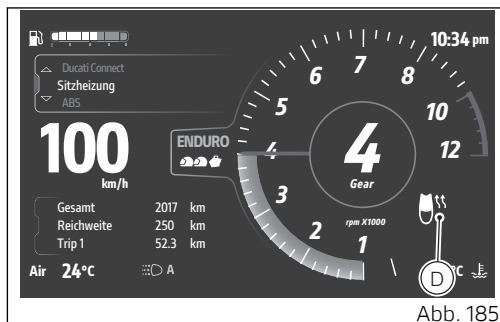 10:34 pm
Ducati Connect
Sitzheizung
ABS
100
km/h
ENDURO
Gesamt 2017 km
Reichweite 250 km
Trip 1 52.3 km
Air 24°C
A
1
2
3
4
5
6
7
8
10
12
rpm X1000
4
Gear
D
°C
Abb. 185